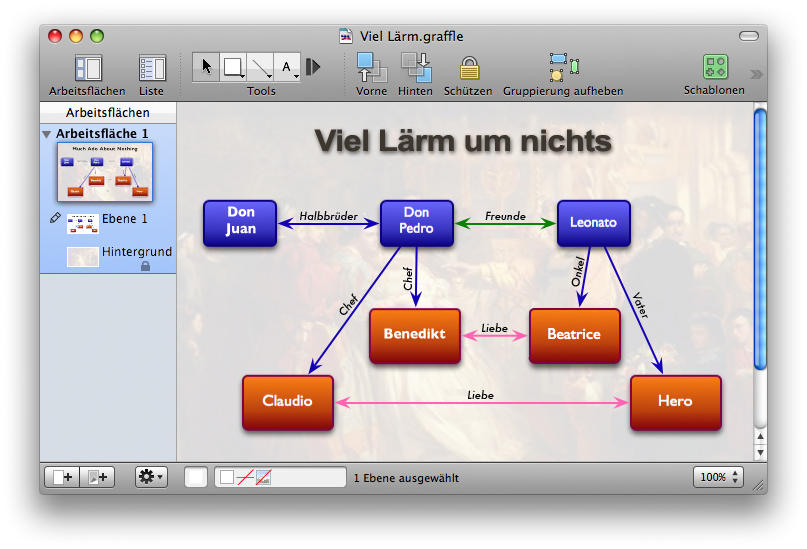 Viel Lärm.graffle
Arbeitsflächen
Liste
Tools
Vorne
Hinten
Schützen
Gruppierung aufheben
Schablonen
A
Arbeitsflächen
Arbeitsfläche 1
Much Ado About Nothing
Ebene 1
Hintergrund
Viel Lärm um nichts
Don
Juan
Halbbrüder
Don
Pedro
Freunde
Leonato
Chef
Chef
Onkel
Vater
Benedikt
Liebe
Beatrice
Claudio
Liebe
Hero
1 Ebene ausgewählt
100%